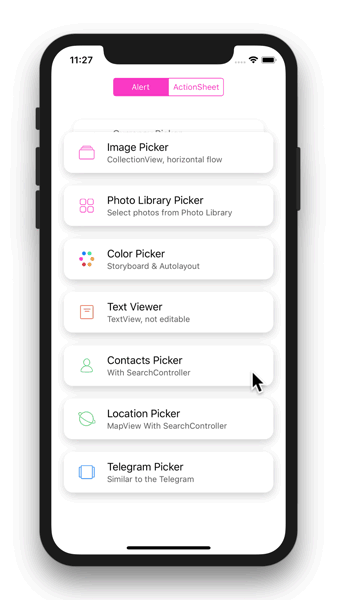 11:27
Alert
ActionSheet
Image Picker
CollectionView, horizontal flow
Photo Library Picker
Select photos from Photo Library
Color Picker
Storyboard & Autolayout
Text Viewer
TextView, not editable
Contacts Picker
With SearchController
Location Picker
MapView With SearchController
Telegram Picker
Similar to the Telegram